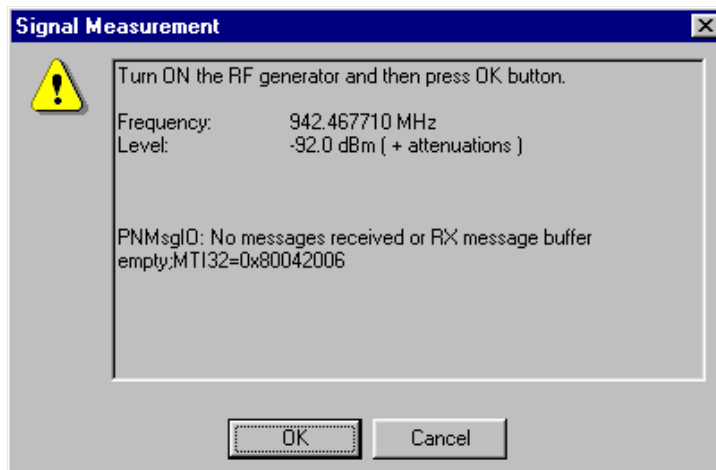 Signal Measurement
Turn ON the RF generator and then press OK button.
Frequency: 942.467710 MHz
Level: -92.0 dBm ( + attenuations )
PNMsgIO: No messages received or RX message buffer
empty;MTI32=0x80042006
OK Cancel